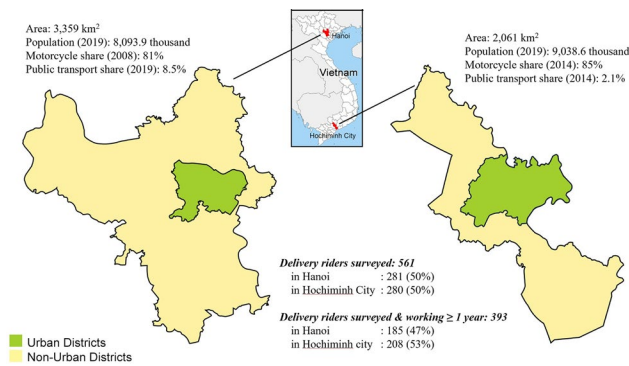 Area: 3,359 km²
Population (2019): 8,093.9 thousand
Motorcycle share (2008): 81%
Public transport share (2019): 8.5%
Hanoi
Vietnam
Hochiminh City
Area: 2,061 km²
Population (2019): 9,038.6 thousand
Motorcycle share (2014): 85%
Public transport share (2014): 2.1%
Delivery riders surveyed: 561
in Hanoi : 281 (50%)
in Hochiminh City : 280 (50%)
Delivery riders surveyed & working ≥ 1 year: 393
in Hanoi : 185 (47%)
in Hochiminh city : 208 (53%)
Urban Districts
Non-Urban Districts